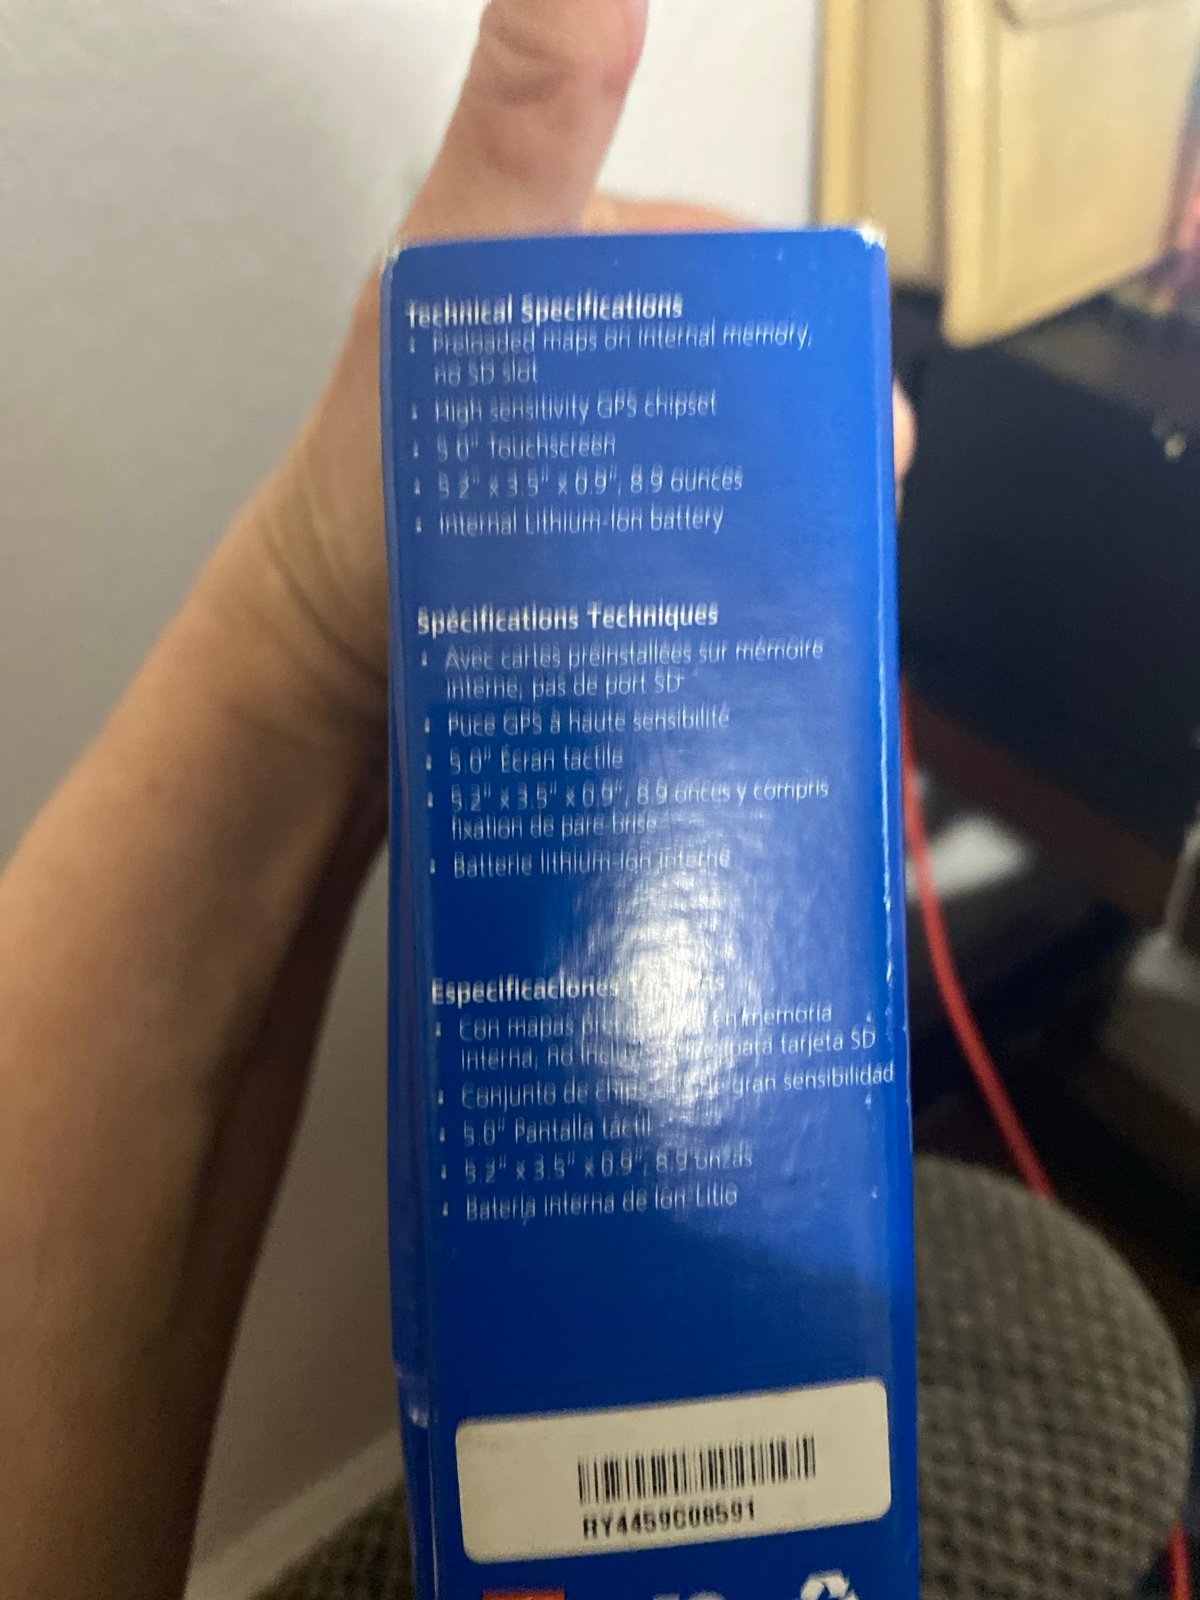 Technical Specifications
• Preloaded maps on internal memory,
no SD slot
• High sensitivity GPS chipset
• 5.0" Touchscreen
• 5.2" x 3.5" x 0.9", 8.9 ounces
• Internal Lithium-Ion battery
Spécifications Techniques
• Avec cartes préinstallées sur mémoire
interne, pas de port SD
• Puce GPS à haute sensibilité
• 5.0" Écran tactile
• 5.2" x 3.5" x 0.9", 8.9 onces y compris
fixation de pare-brise
• Batterie lithium-ion interne
Especificaciones
• Con mapas en memoria
interna, no para tarjeta SD
• Conjunto de gran sensibilidad
• 5.0" Pantalla táctil
• 5.2" x 3.5" x 0.9", 8.9 onzas
• Batería interna de Ion-Litio
RY4459C08591